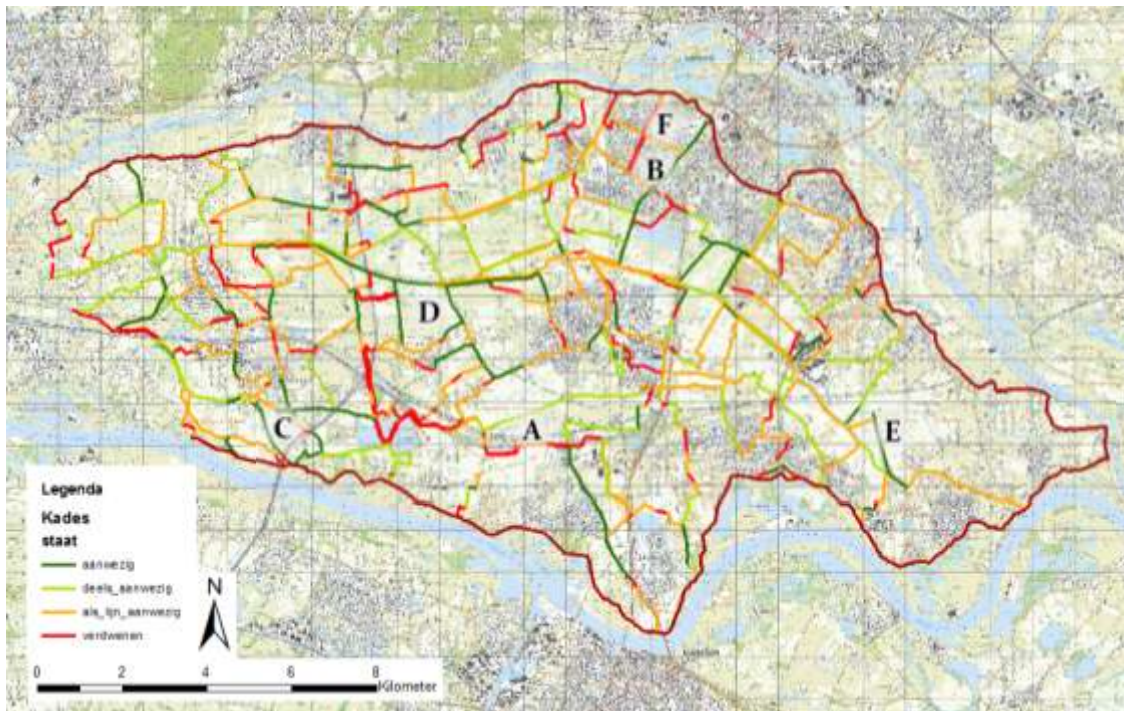 F
B
D
C
A
E
Legenda
Kades
staat
aanwezig
deels_aanwezig
als_lijn_aanwezig
verdwenen
N
0 2 4 6 8
Kilometer